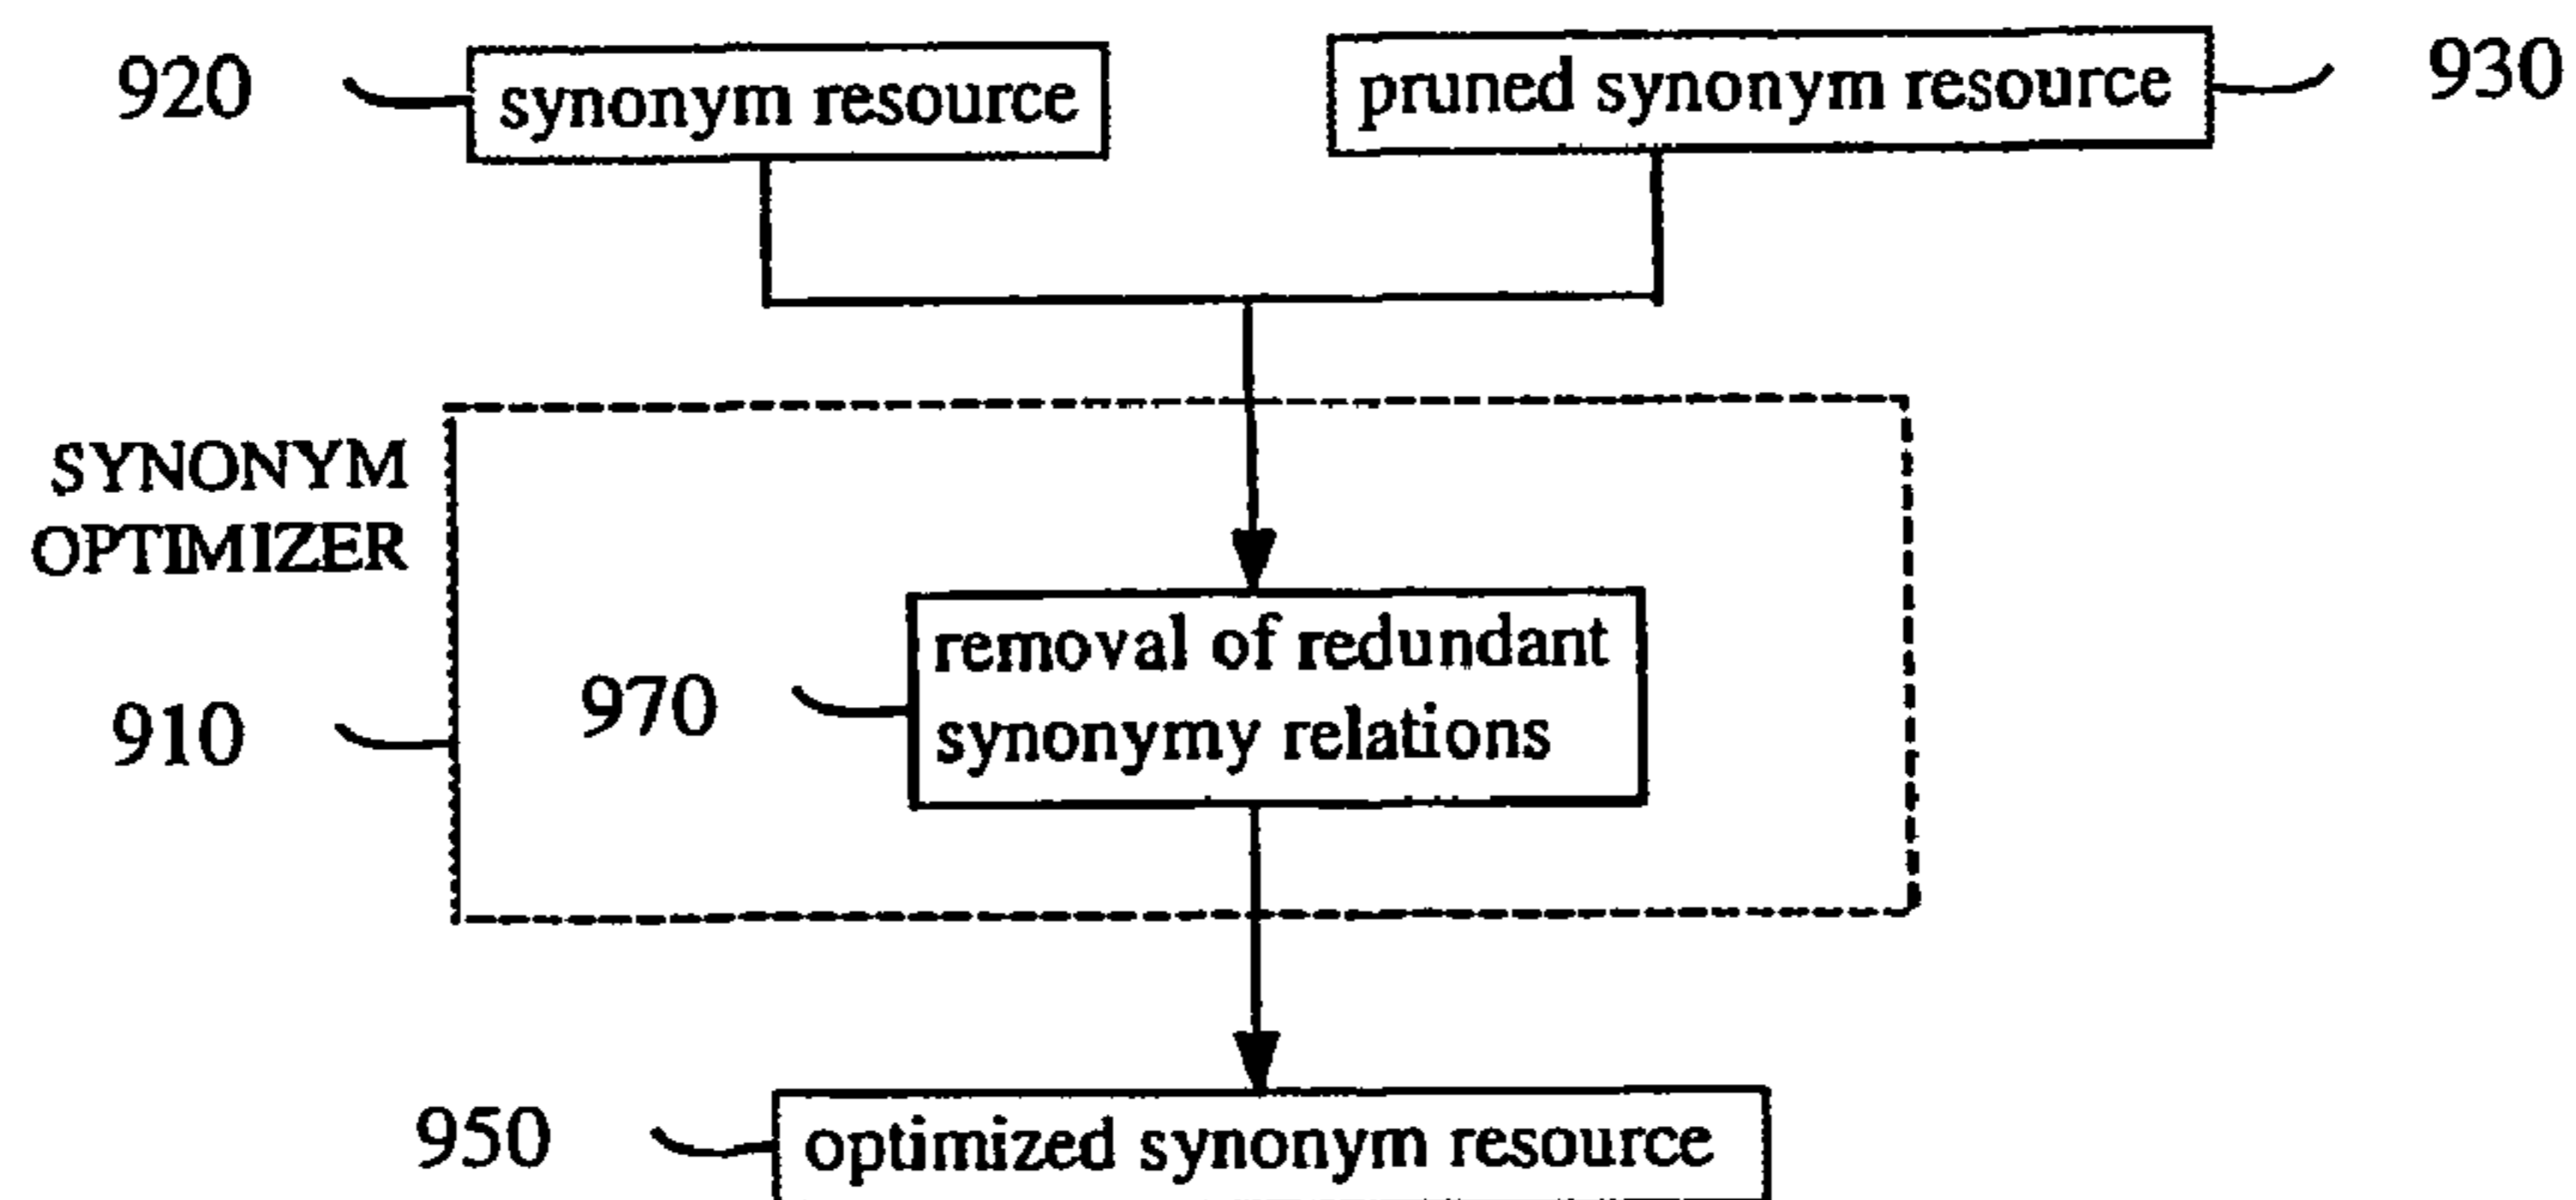 920
synonym resource
pruned synonym resource
930
SYNONYM
OPTIMIZER
910
970
removal of redundant
synonymy relations
950
optimized synonym resource